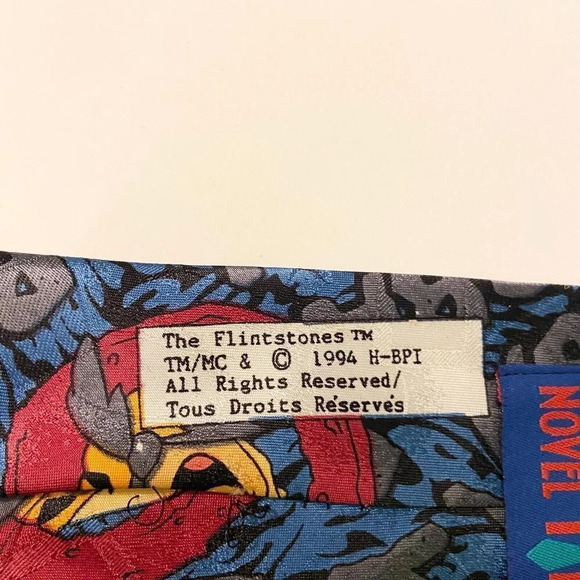 The Flintstones™
TM/MC & © 1994 H-BPI
All Rights Reserved/
Tous Droits Réservés
NOVEL